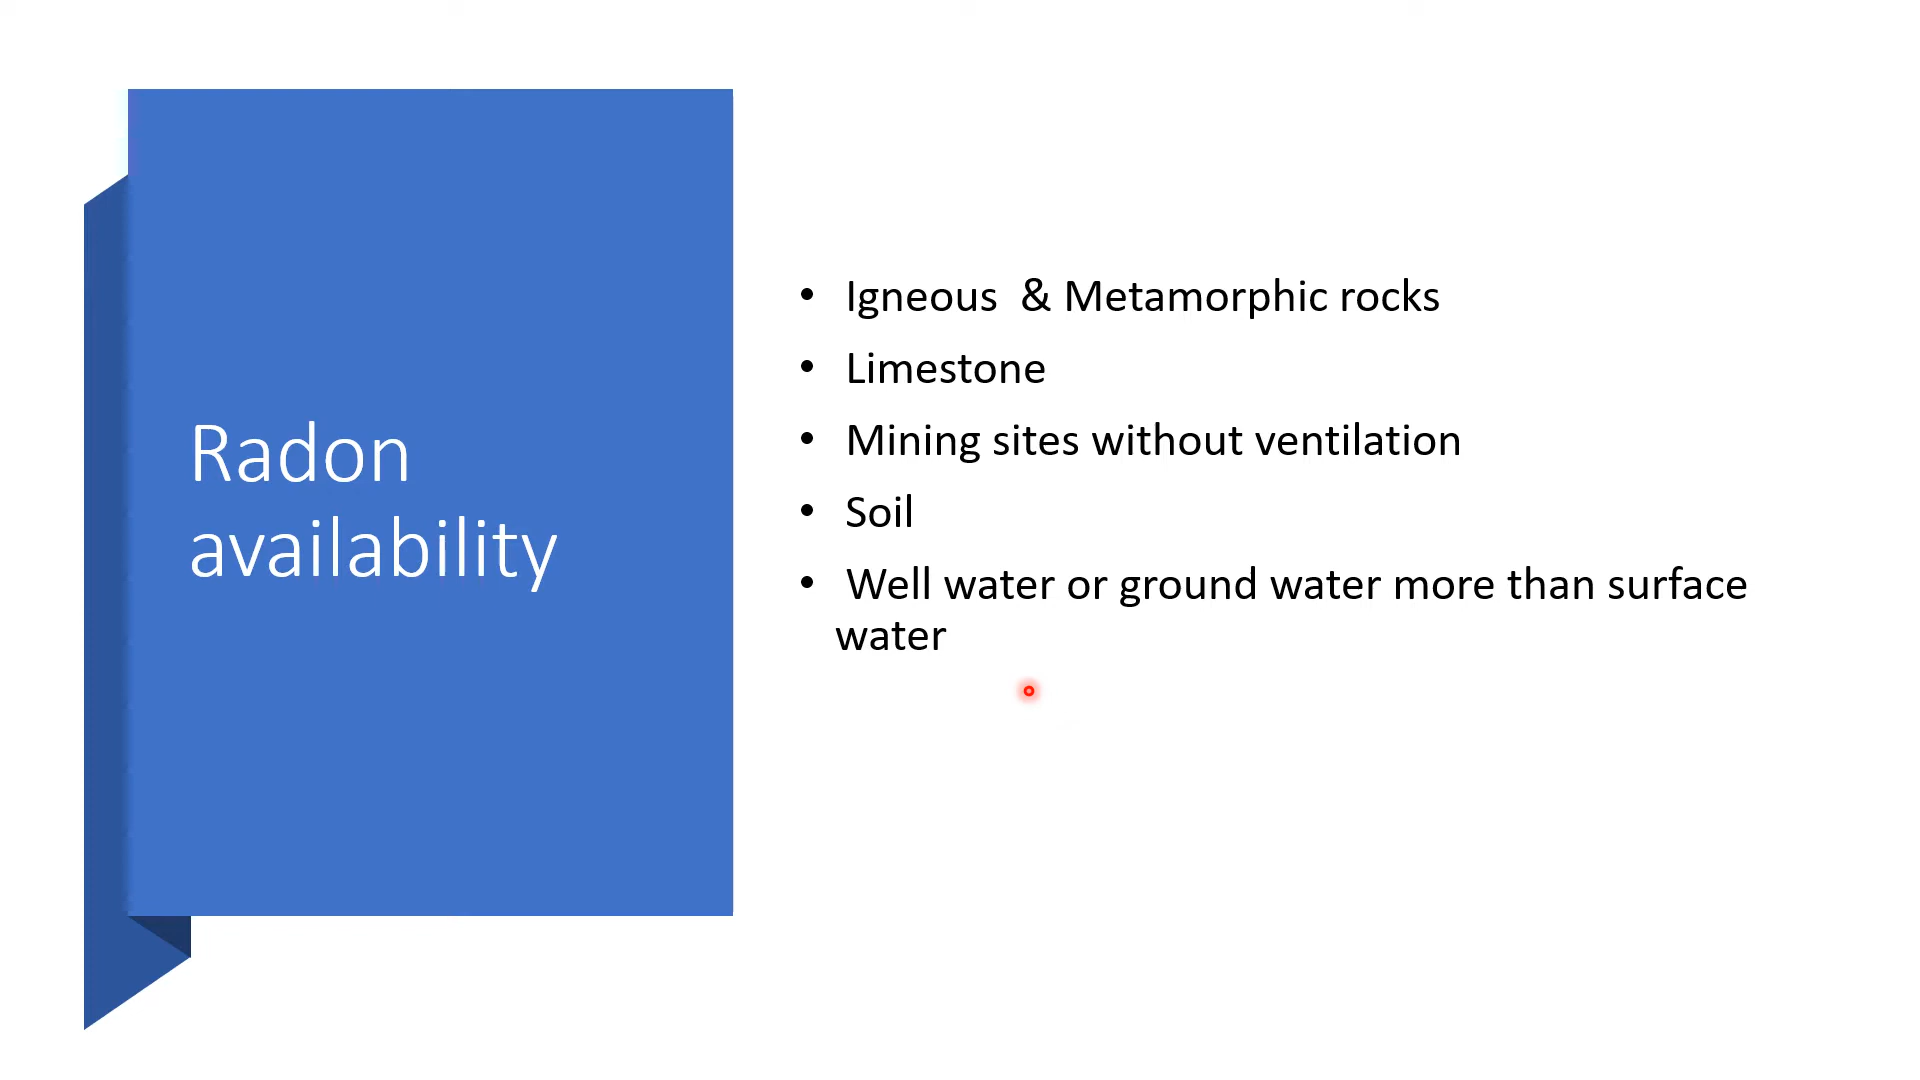 Radon
availability
• Igneous  & Metamorphic rocks
• Limestone
• Mining sites without ventilation
• Soil
• Well water or ground water more than surface
water